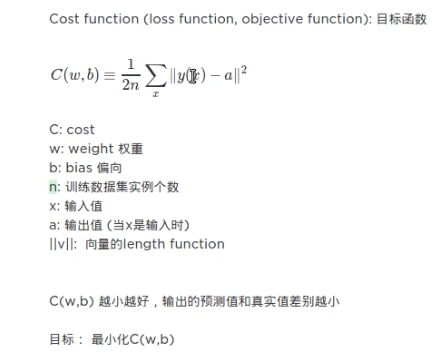 Cost function (loss function, objective function): 目标函数
C(w, b) ≡ 1/2n ∑x ‖y(x) − a‖²
C: cost
w: weight 权重
b: bias 偏向
n: 训练数据集实例个数
x: 输入值
a: 输出值 (当x是输入时)
||v||: 向量的length function
C(w,b) 越小越好，输出的预测值和真实值差别越小
目标： 最小化C(w,b)